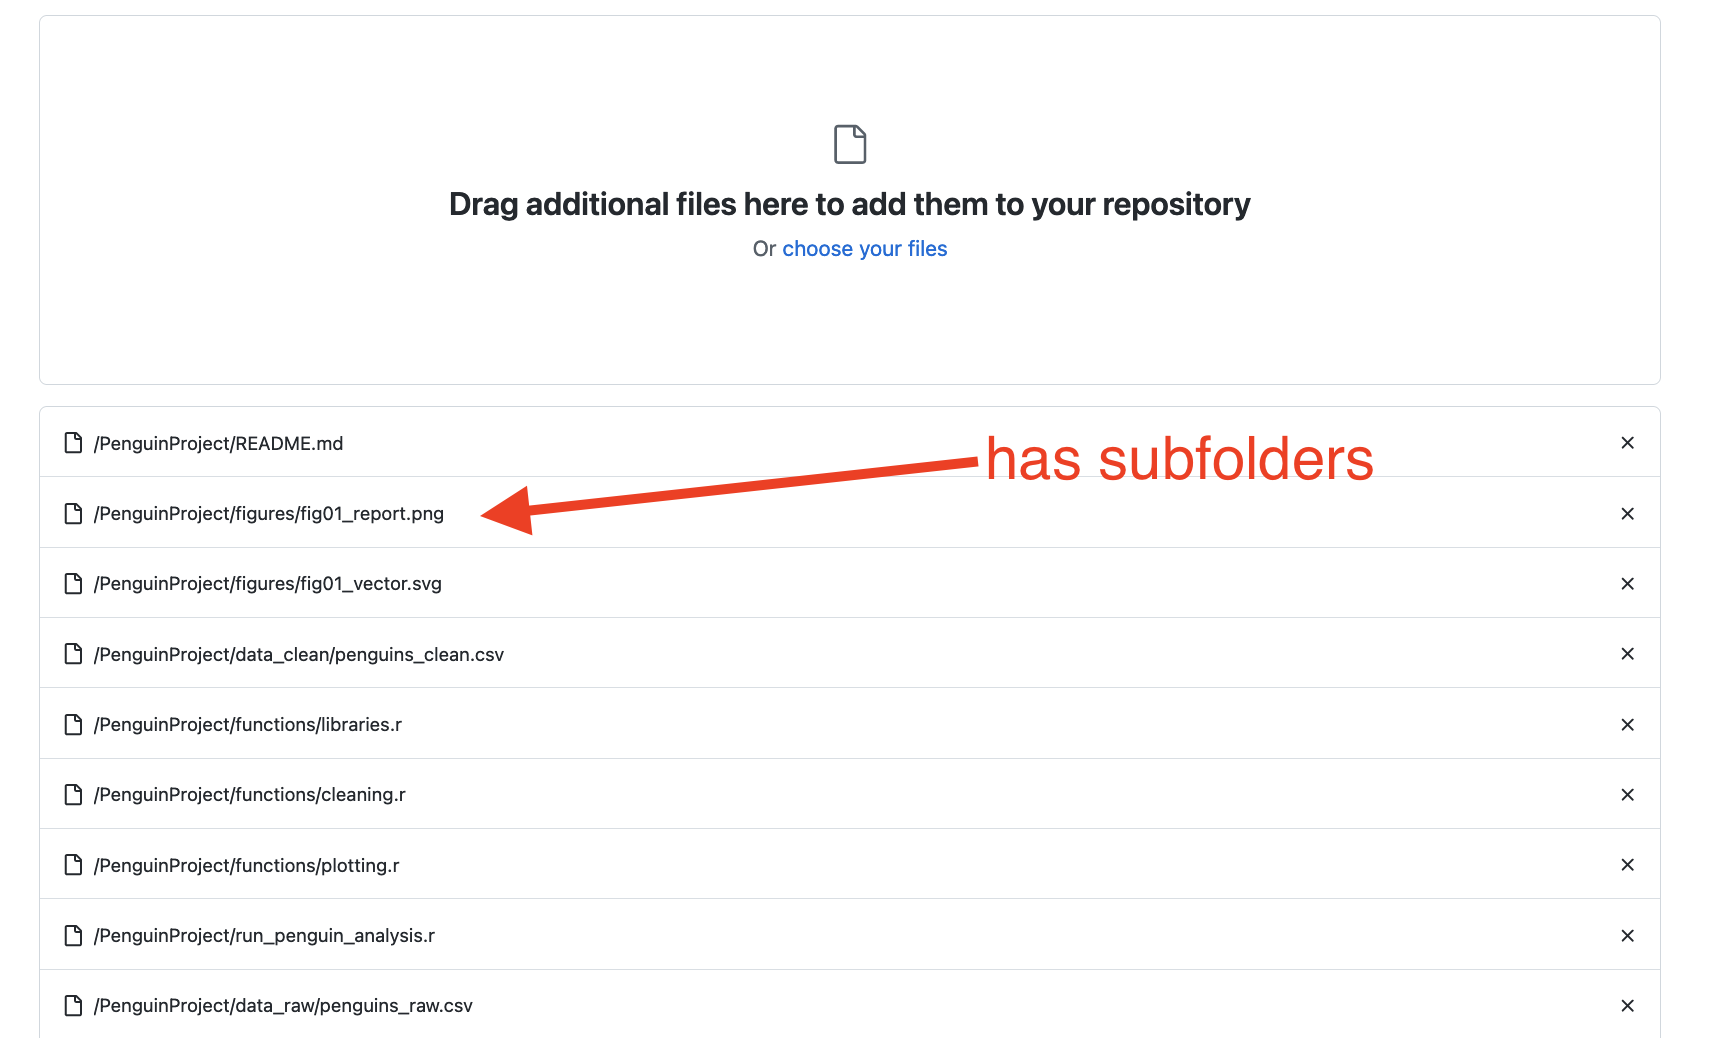 Drag additional files here to add them to your repository
Or choose your files
/PenguinProject/README.md
has subfolders
/PenguinProject/figures/fig01_report.png
/PenguinProject/figures/fig01_vector.svg
/PenguinProject/data_clean/penguins_clean.csv
/PenguinProject/functions/libraries.r
/PenguinProject/functions/cleaning.r
/PenguinProject/functions/plotting.r
/PenguinProject/run_penguin_analysis.r
/PenguinProject/data_raw/penguins_raw.csv